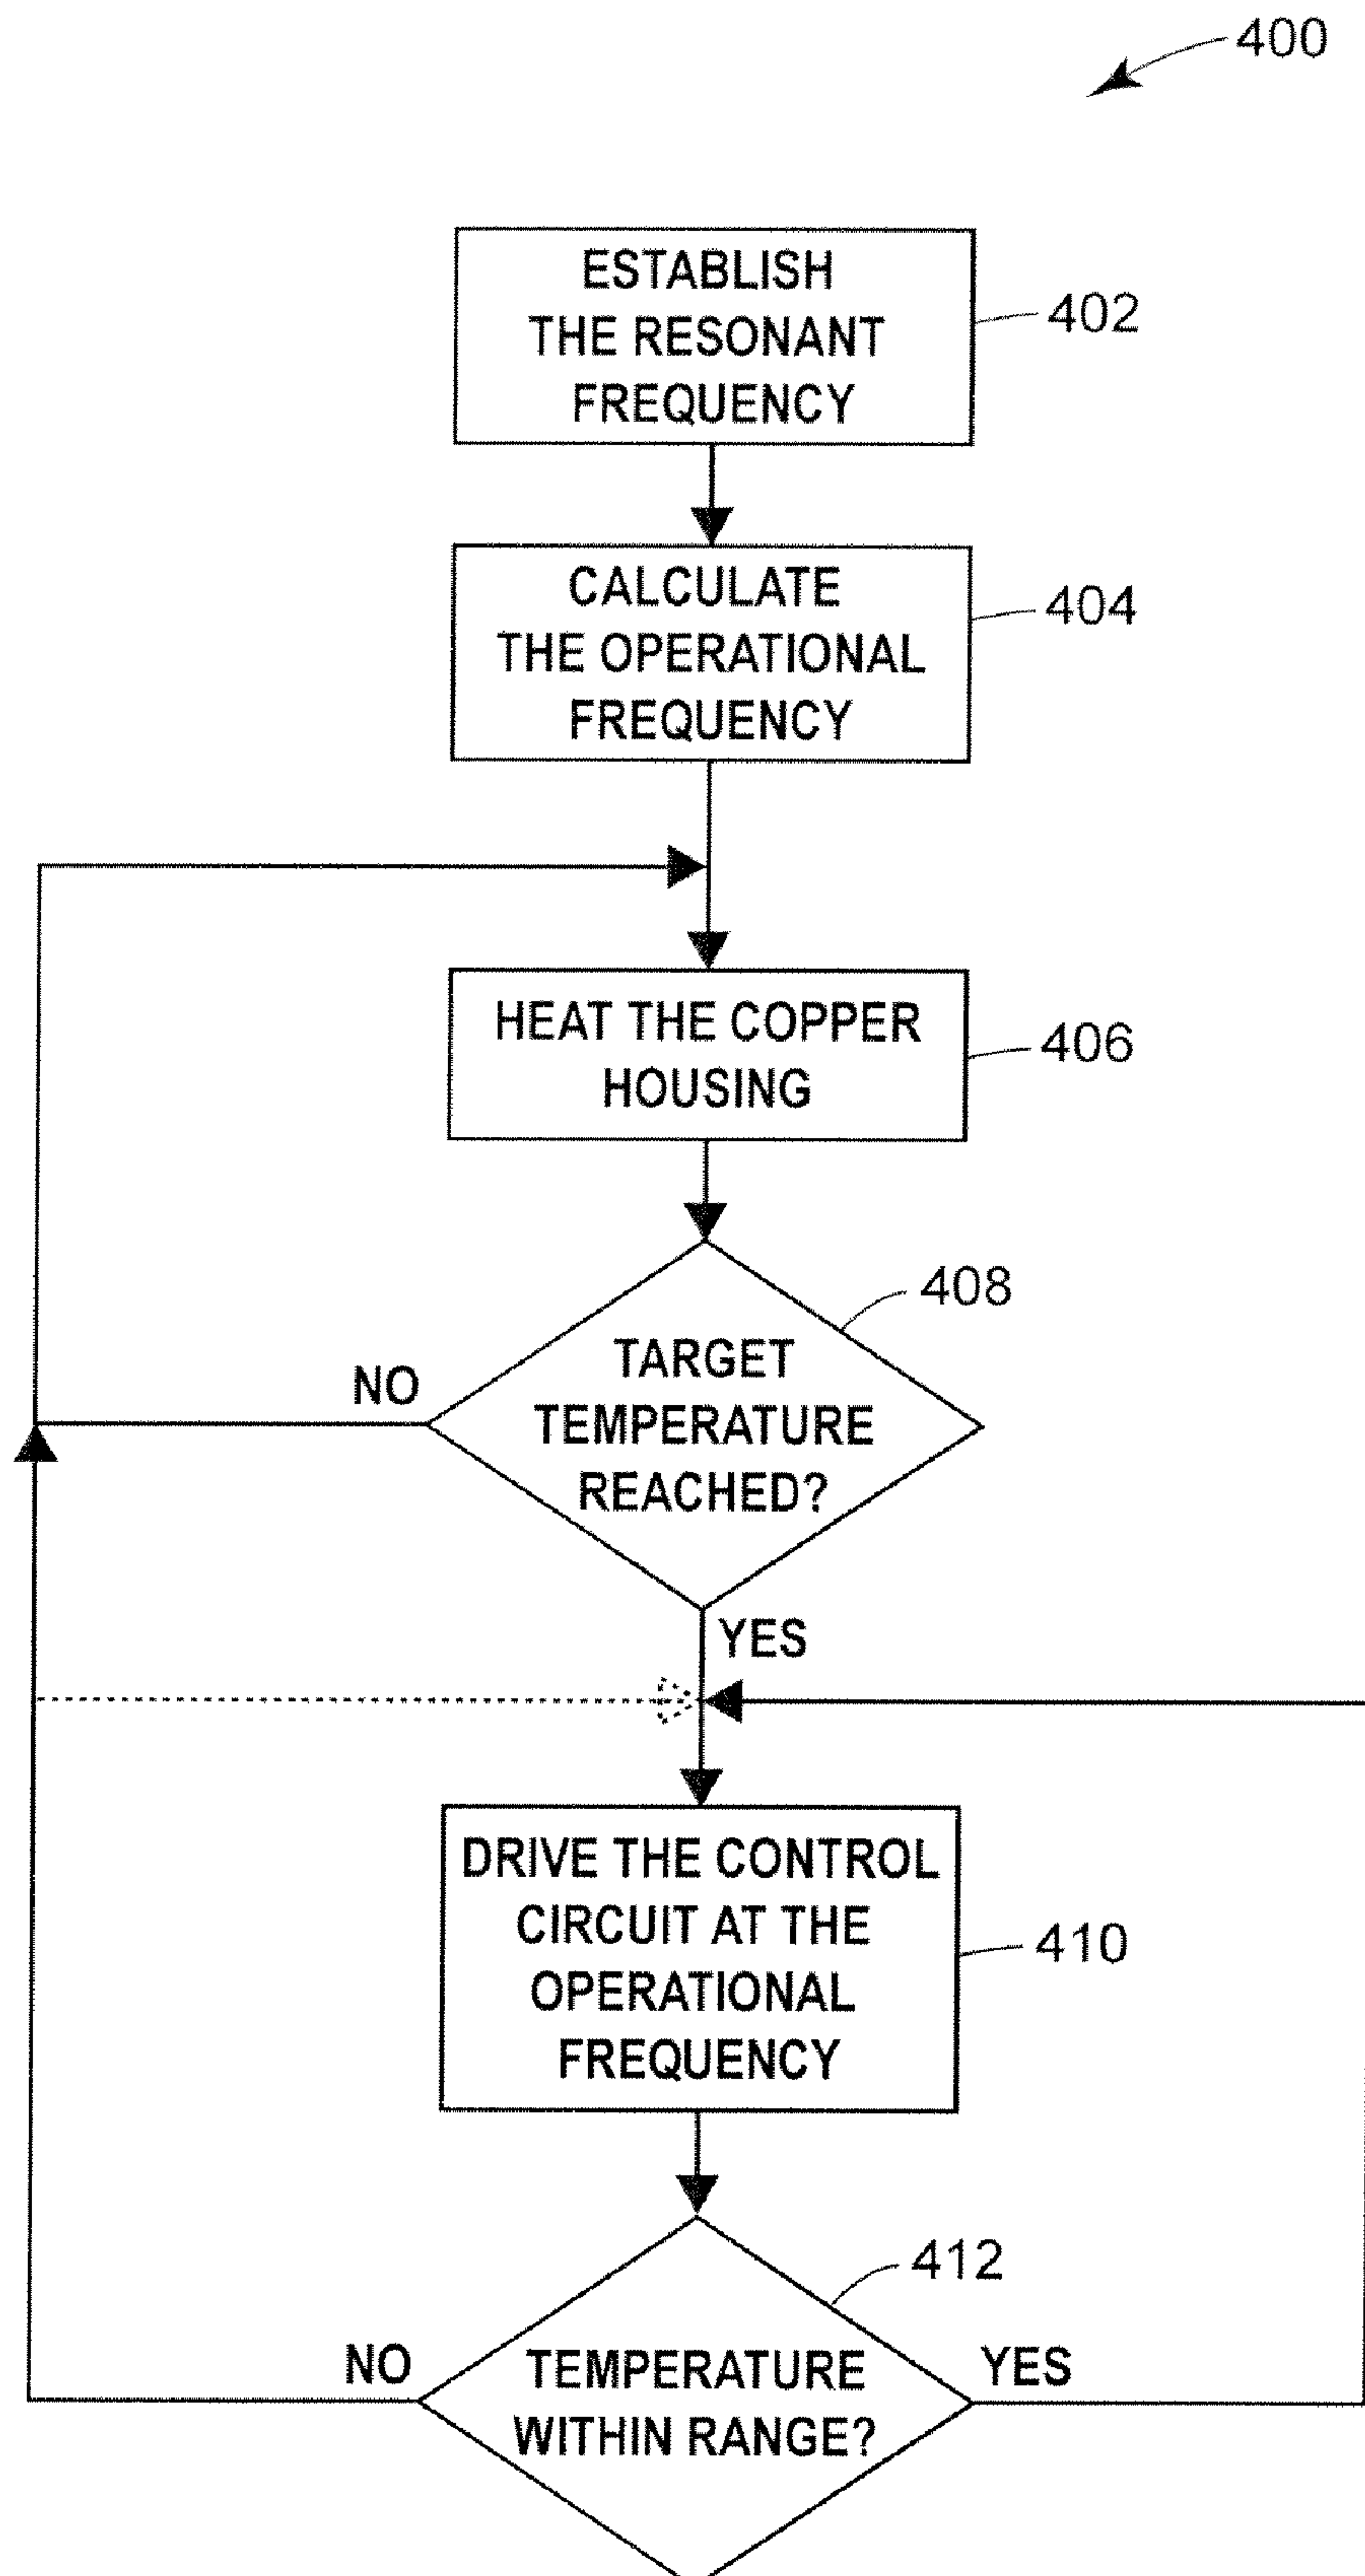 400
ESTABLISH
THE RESONANT
FREQUENCY
402
CALCULATE
THE OPERATIONAL
FREQUENCY
404
HEAT THE COPPER
HOUSING
406
408
TARGET
TEMPERATURE
REACHED?
NO
YES
DRIVE THE CONTROL
CIRCUIT AT THE
OPERATIONAL
FREQUENCY
410
412
TEMPERATURE
WITHIN RANGE?
NO
YES